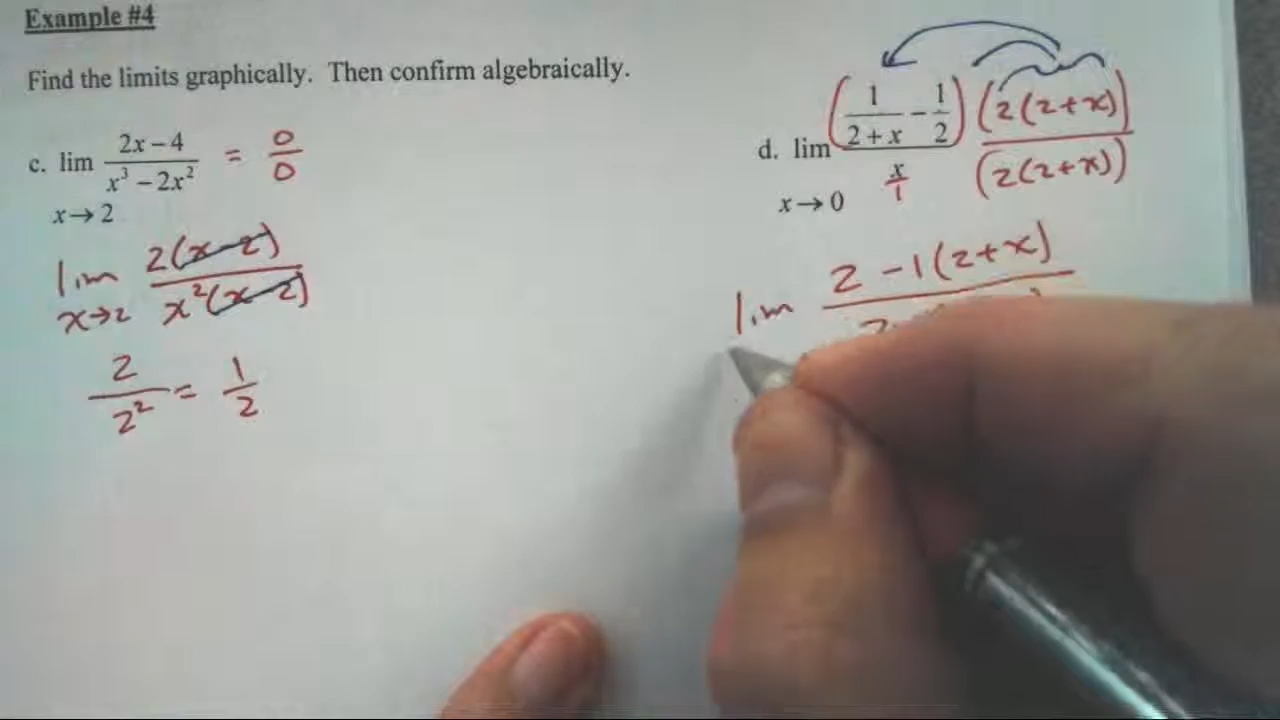 Example #4
Find the limits graphically. Then confirm algebraically.
c. lim (2x − 4)/(x³ − 2x²) = 0/0
x → 2
lim 2(x-2)/x²(x-2)
x→2
2/2² = 1/2
d. lim (1/(2 + x) − 1/2)/(x/1) (2(2+x))/(2(2+x))
x → 0
lim 2 -1(2+x)